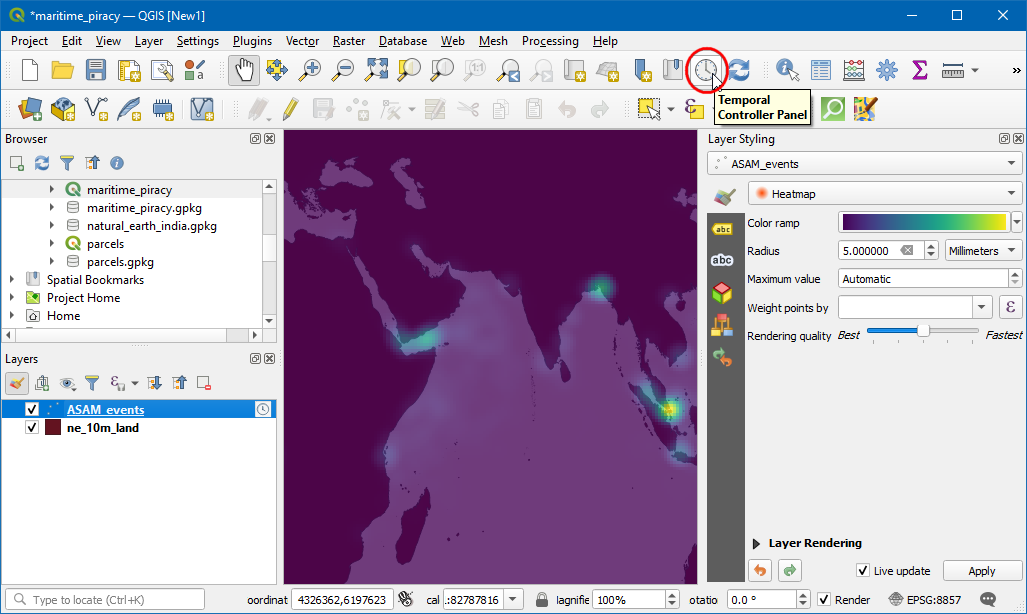 *maritime_piracy — QGIS [New1]
Project Edit View Layer Settings Plugins Vector Raster Database Web Mesh Processing Help
1:1
»
Temporal
Controller Panel
Browser
maritime_piracy
maritime_piracy.gpkg
natural_earth_india.gpkg
parcels
parcels.gpkg
Spatial Bookmarks
Project Home
Home
Layers
ASAM_events
ne_10m_land
Layer Styling
ASAM_events
Heatmap
abc
abc
Color ramp
Radius 5.000000 Millimeters
Maximum value Automatic
Weight points by ε
Rendering quality Best Fastest
Layer Rendering
Live update Apply
Type to locate (Ctrl+K) oordinat 4326362,6197623 cal .:82787816 lagnifie 100% otatio 0.0 ° Render EPSG:8857